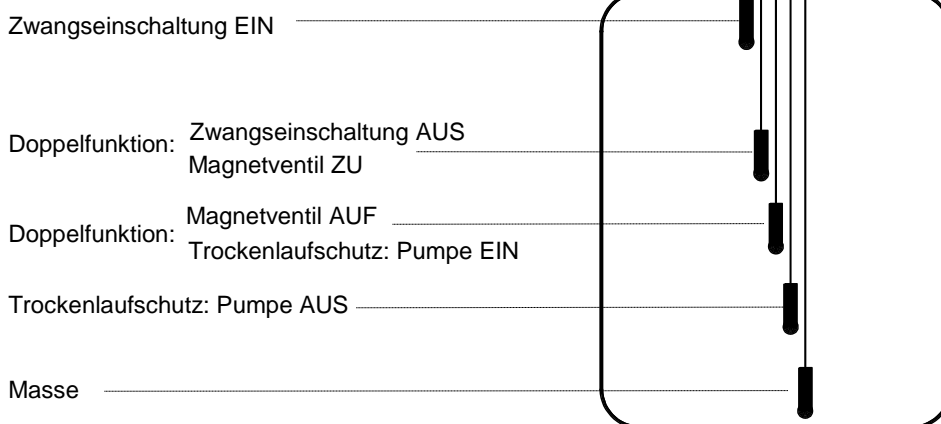 Zwangseinschaltung EIN
Doppelfunktion: Zwangseinschaltung AUS
Magnetventil ZU
Doppelfunktion: Magnetventil AUF
Trockenlaufschutz: Pumpe EIN
Trockenlaufschutz: Pumpe AUS
Masse